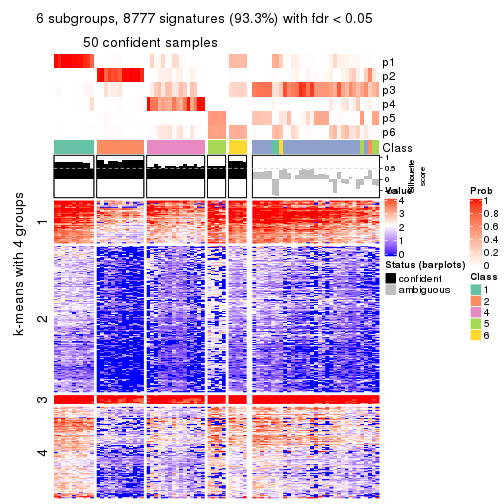 6 subgroups, 8777 signatures (93.3%) with fdr < 0.05
50 confident samples
p1
p2
p3
p4
p5
p6
Class
1
0.5
0
Silhouette
score
k-means with 4 groups
1
2
3
4
Value
4
3
2
1
0
Status (barplots)
confident
ambiguous
Prob
1
0.8
0.6
0.4
0.2
0
Class
1
2
4
5
6